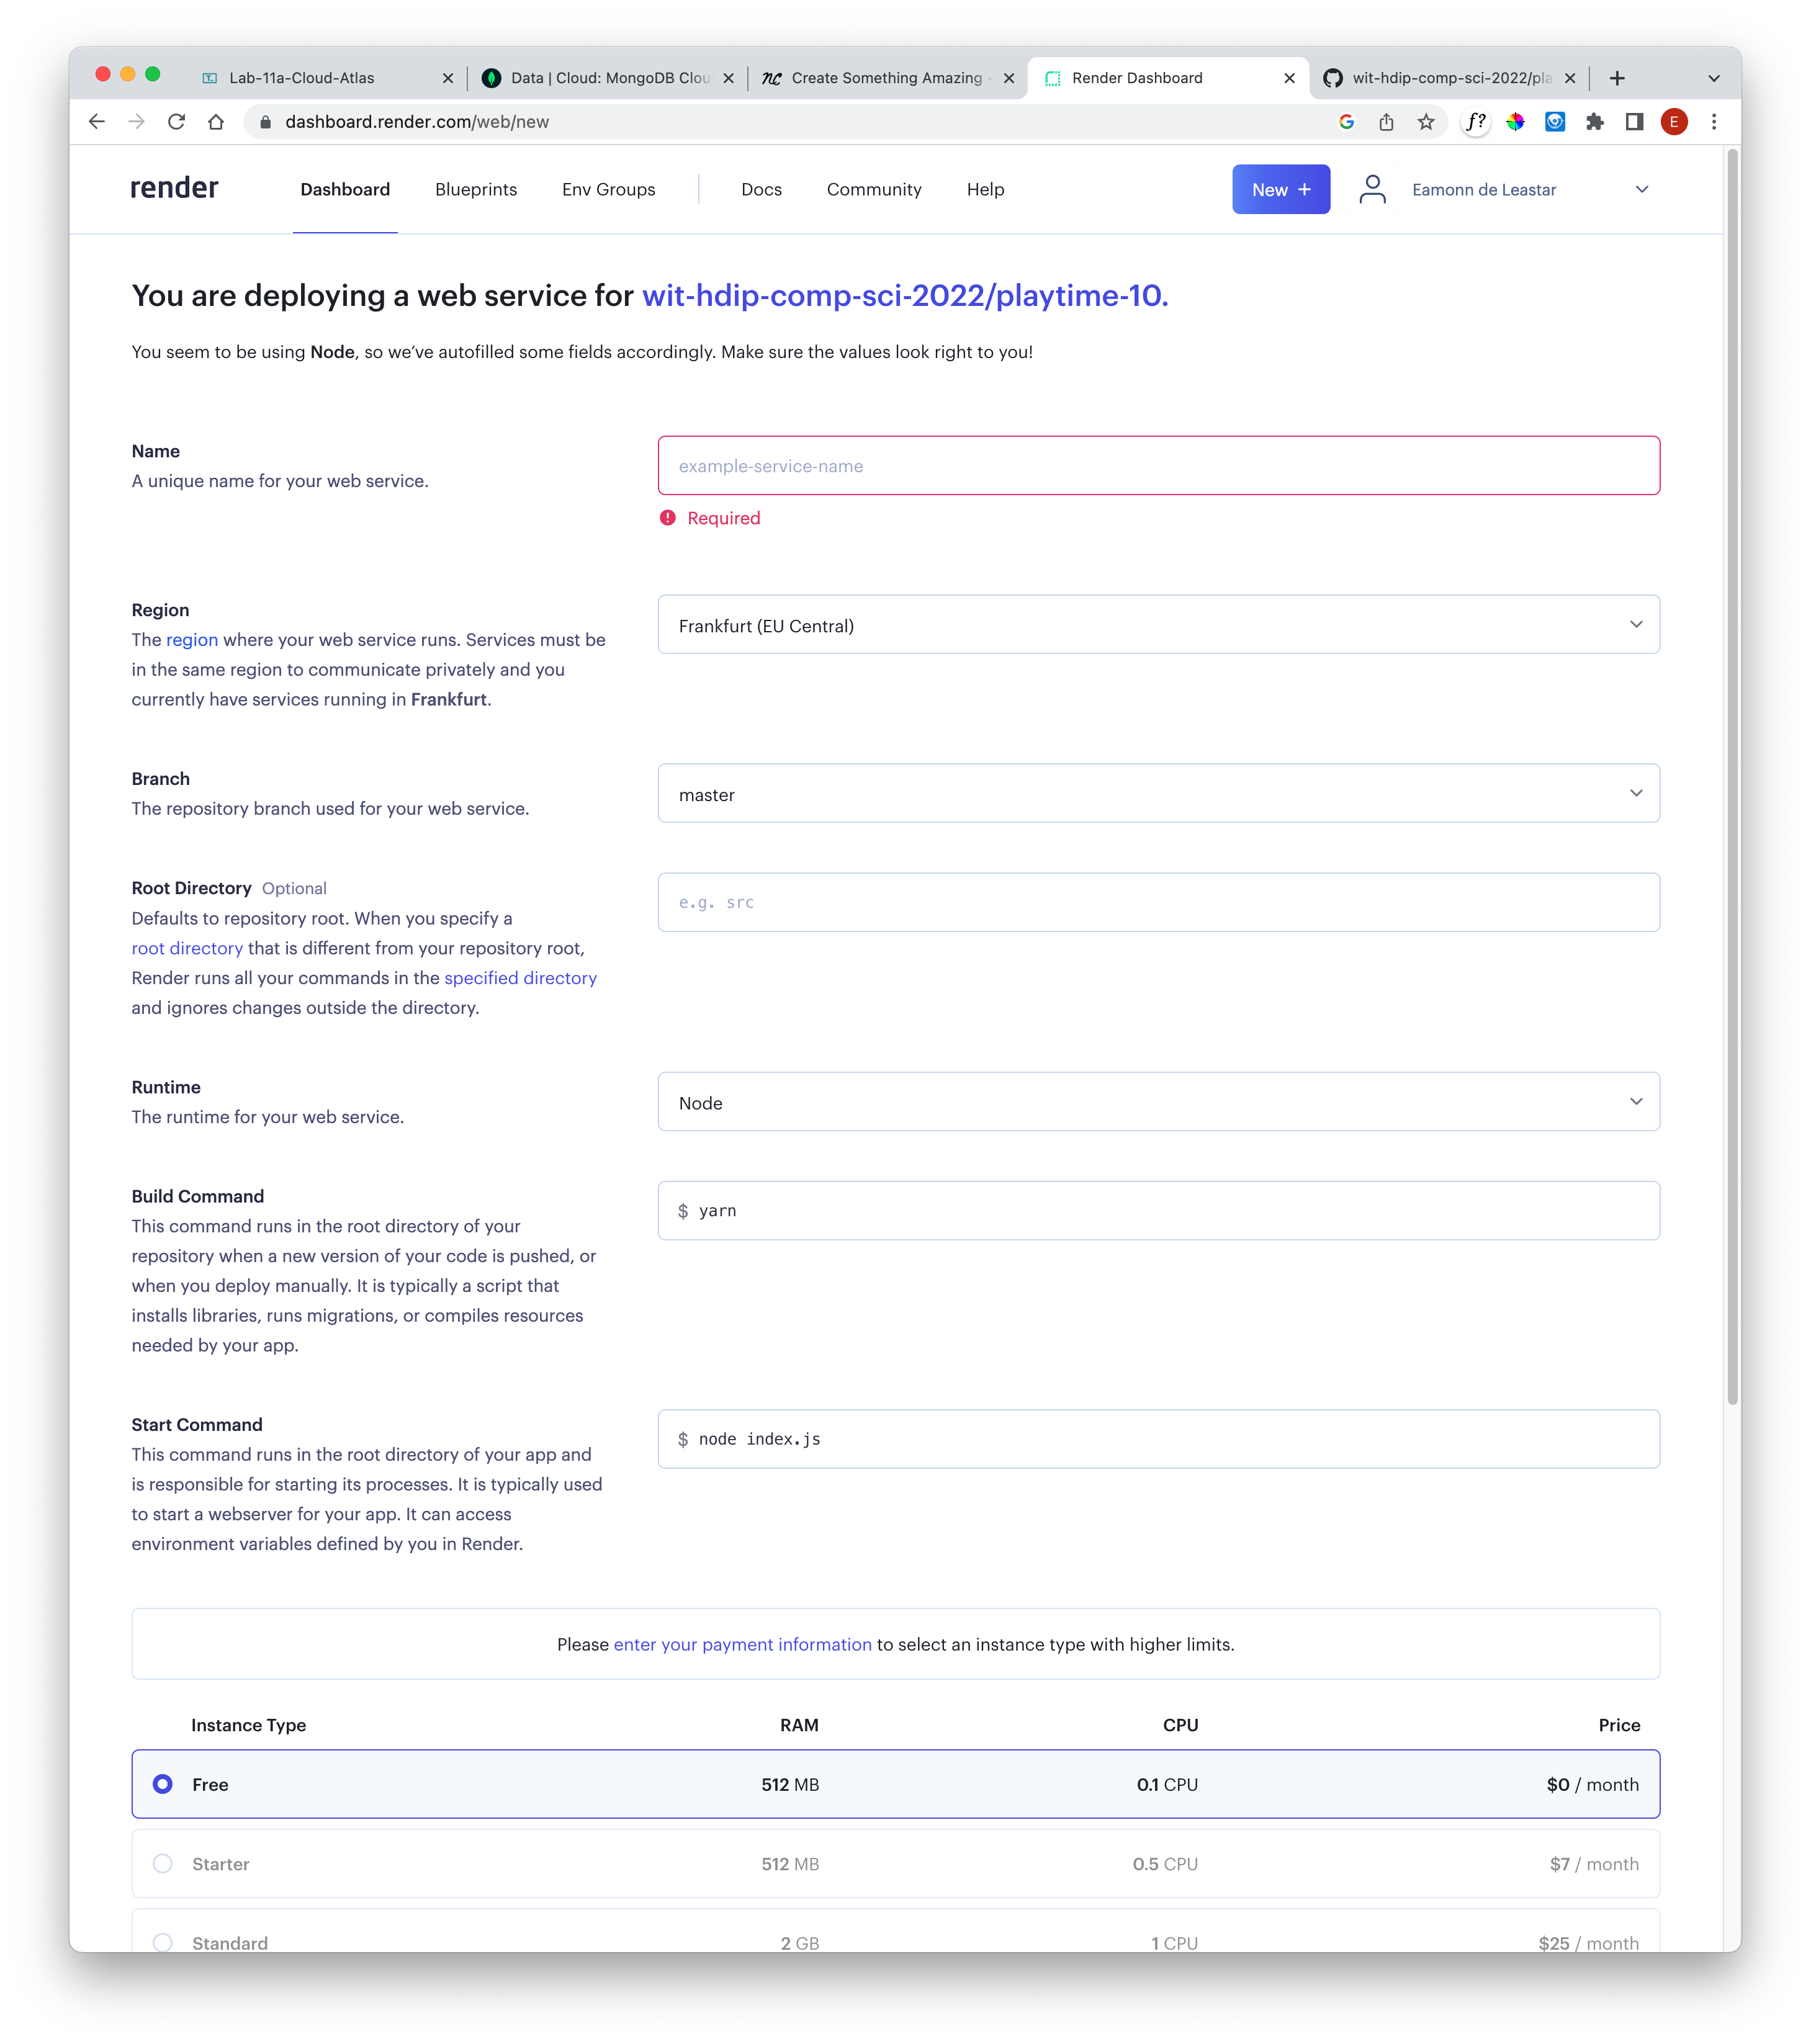 Lab-11a-Cloud-Atlas
Data | Cloud: MongoDB Clou
Create Something Amazing -
Render Dashboard
wit-hdip-comp-sci-2022/pla
dashboard.render.com/web/new
f?
E
render
Dashboard
Blueprints
Env Groups
Docs
Community
Help
New +
Eamonn de Leastar
You are deploying a web service for wit-hdip-comp-sci-2022/playtime-10.
You seem to be using Node, so we’ve autofilled some fields accordingly. Make sure the values look right to you!
Name
A unique name for your web service.
example-service-name
Required
Region
The region where your web service runs. Services must be
in the same region to communicate privately and you
currently have services running in Frankfurt.
Frankfurt (EU Central)
Branch
The repository branch used for your web service.
master
Root Directory Optional
Defaults to repository root. When you specify a
root directory that is different from your repository root,
Render runs all your commands in the specified directory
and ignores changes outside the directory.
e.g. src
Runtime
The runtime for your web service.
Node
Build Command
This command runs in the root directory of your
repository when a new version of your code is pushed, or
when you deploy manually. It is typically a script that
installs libraries, runs migrations, or compiles resources
needed by your app.
$ yarn
Start Command
This command runs in the root directory of your app and
is responsible for starting its processes. It is typically used
to start a webserver for your app. It can access
environment variables defined by you in Render.
$ node index.js
Please enter your payment information to select an instance type with higher limits.
Instance Type RAM CPU Price
Free 512 MB 0.1 CPU $0 / month
Starter 512 MB 0.5 CPU $7 / month
Standard 2 GB 1 CPU $25 / month